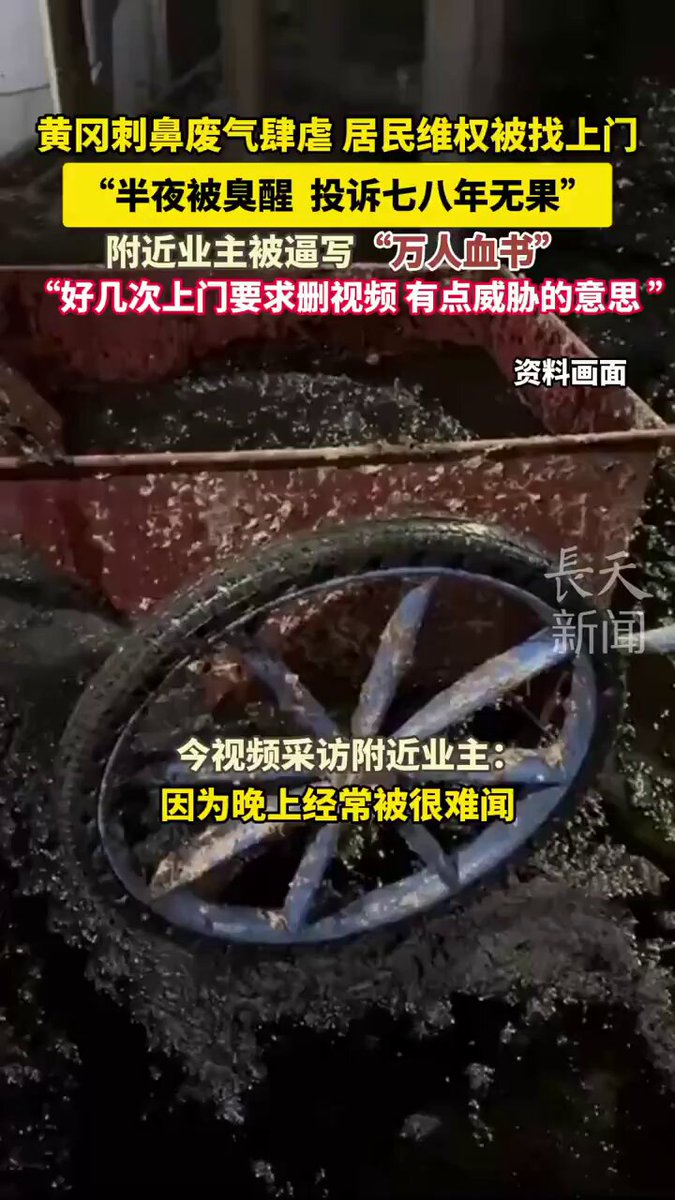 黄冈刺鼻废气肆虐 居民维权被找上门
“半夜被臭醒 投诉七八年无果”
附近业主被逼写“万人血书”
“好几次上门要求删视频 有点威胁的意思”
资料画面
長天
新闻
今视频采访附近业主：
因为晚上经常被很难闻